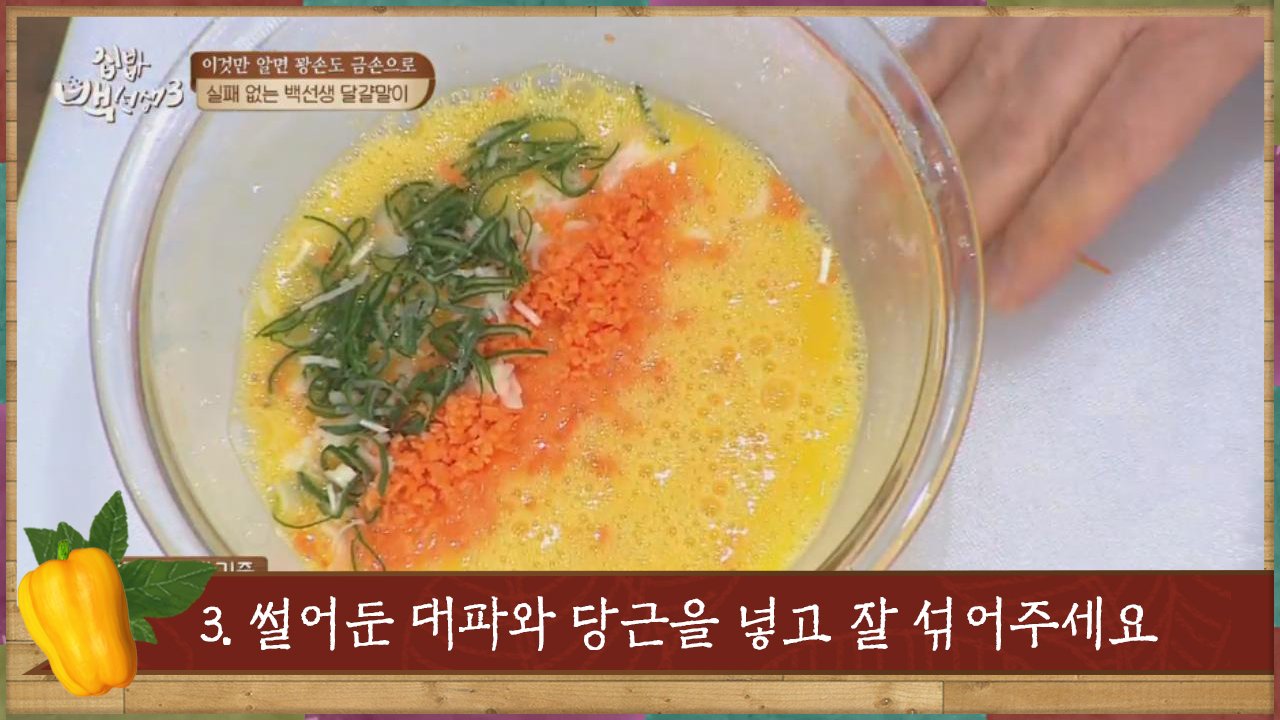 집밥
백선생3
이것만 알면 꽝손도 금손으로
실패 없는 백선생 달걀말이
3. 썰어둔 대파와 당근을 넣고 잘 섞어주세요